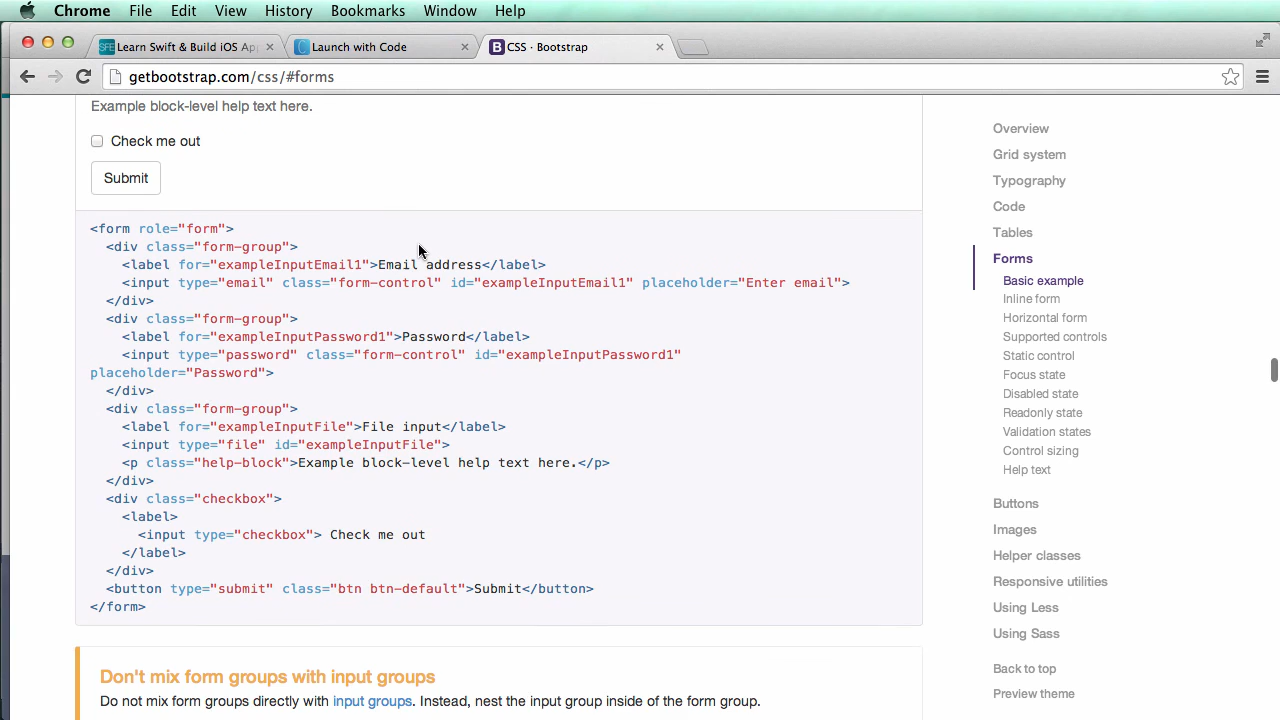 Chrome File Edit View History Bookmarks Window Help
SFE Learn Swift & Build iOS Ap × Launch with Code × B CSS · Bootstrap ×
getbootstrap.com/css/#forms
Example block-level help text here.
Check me out
Submit
<form role="form">
<div class="form-group">
<label for="exampleInputEmail1">Email address</label>
<input type="email" class="form-control" id="exampleInputEmail1" placeholder="Enter email">
</div>
<div class="form-group">
<label for="exampleInputPassword1">Password</label>
<input type="password" class="form-control" id="exampleInputPassword1"
placeholder="Password">
</div>
<div class="form-group">
<label for="exampleInputFile">File input</label>
<input type="file" id="exampleInputFile">
<p class="help-block">Example block-level help text here.</p>
</div>
<div class="checkbox">
<label>
<input type="checkbox"> Check me out
</label>
</div>
<button type="submit" class="btn btn-default">Submit</button>
</form>
Don't mix form groups with input groups
Do not mix form groups directly with input groups. Instead, nest the input group inside of the form group.
Overview
Grid system
Typography
Code
Tables
Forms
Basic example
Inline form
Horizontal form
Supported controls
Static control
Focus state
Disabled state
Readonly state
Validation states
Control sizing
Help text
Buttons
Images
Helper classes
Responsive utilities
Using Less
Using Sass
Back to top
Preview theme